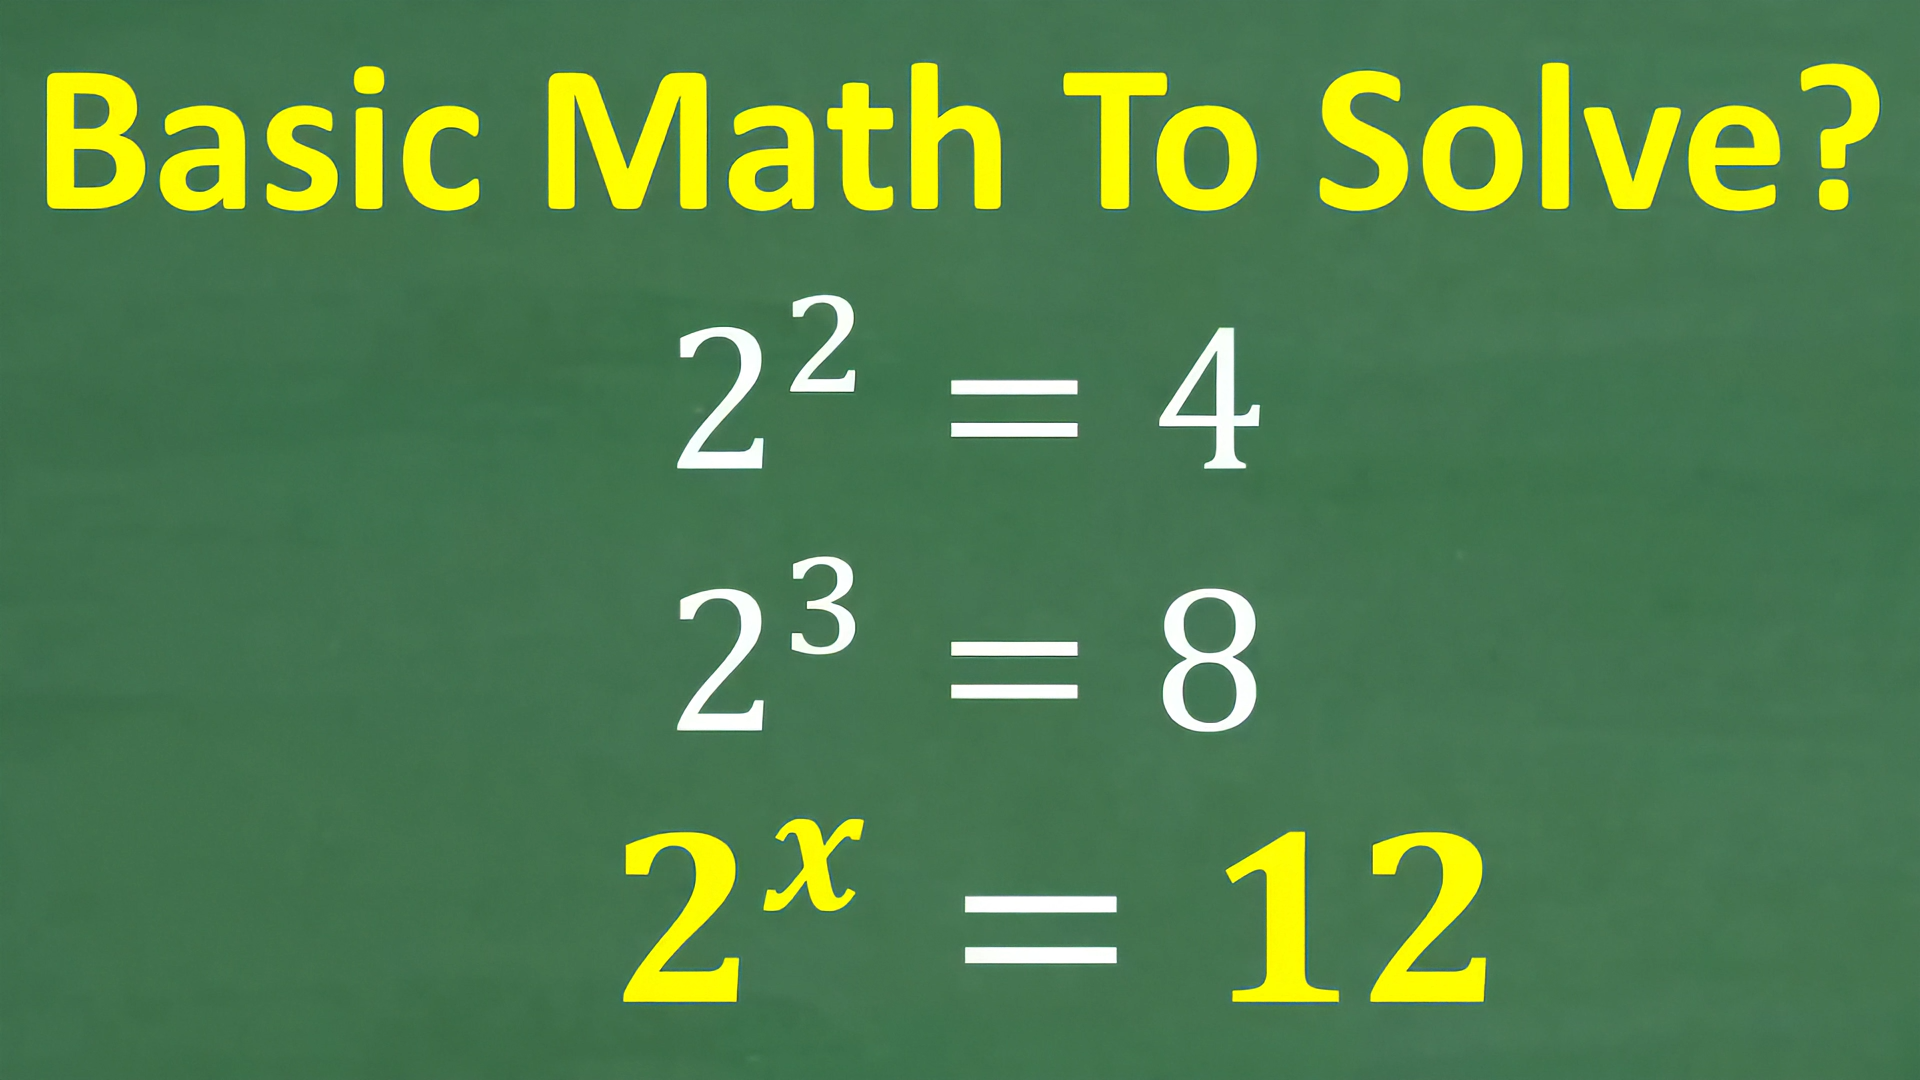 Basic Math To Solve?
2² = 4
2³ = 8
2ˣ = 12